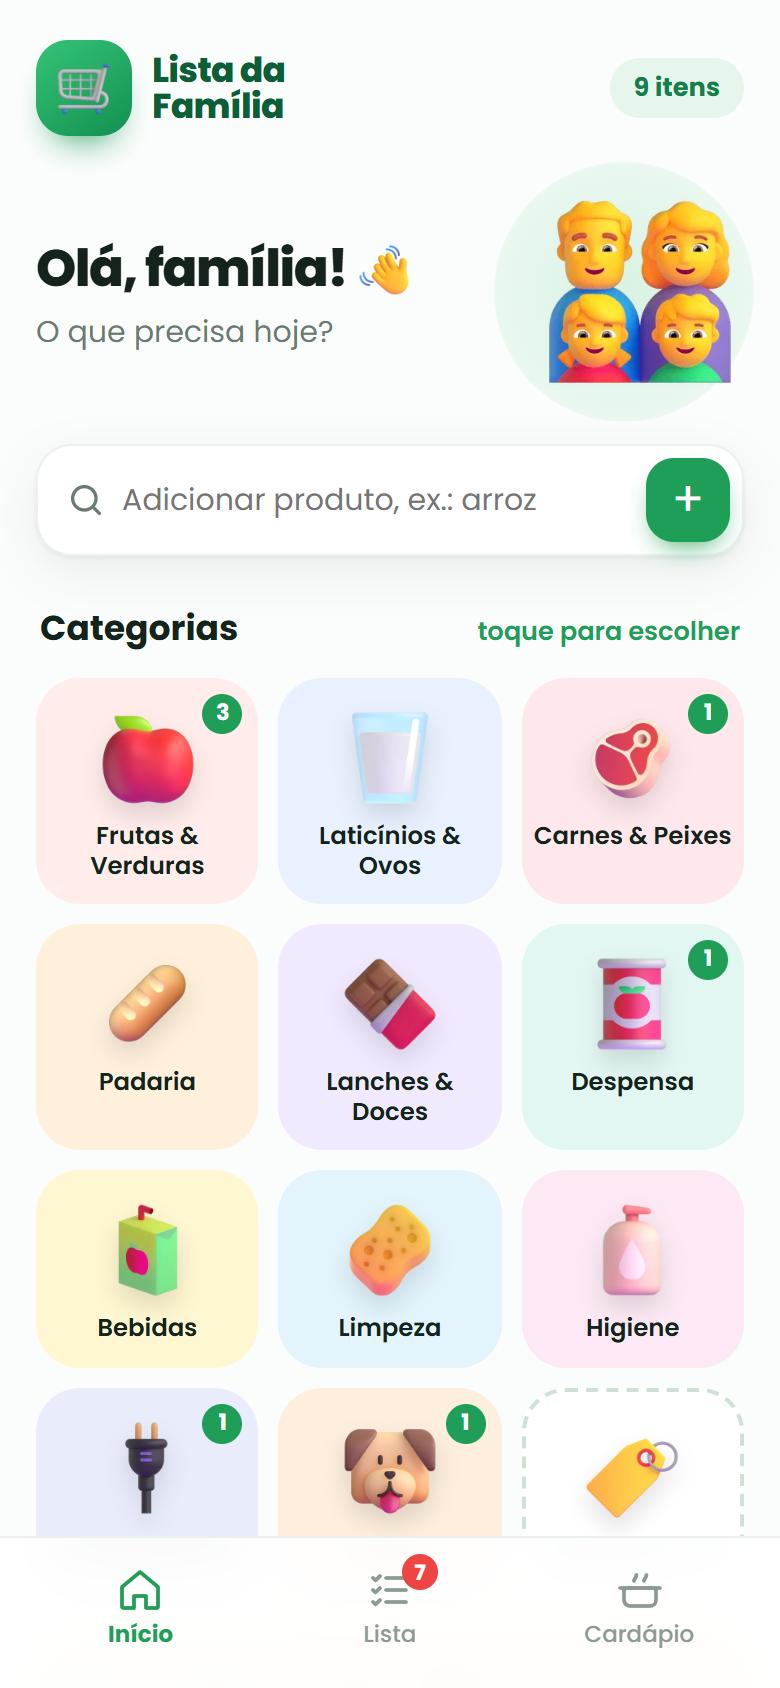 Lista da
Família
9 itens
Olá, família!
O que precisa hoje?
Adicionar produto, ex.: arroz
+
Categorias
toque para escolher
3
1
Frutas &
Verduras
Laticínios &
Ovos
Carnes & Peixes
1
Padaria
Lanches &
Doces
Despensa
Bebidas
Limpeza
Higiene
1
1
7
Início
Lista
Cardápio